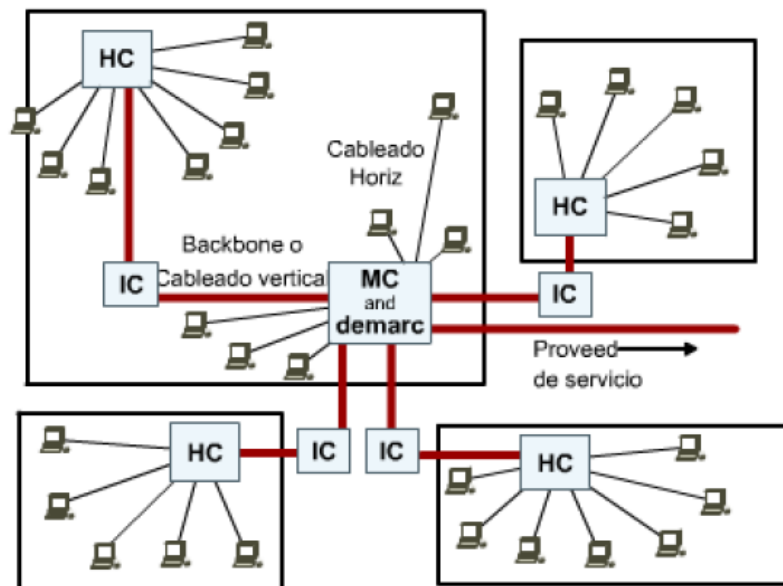 HC
Cableado
Horiz
HC
Backbone o
Cableado vertical
IC
MC
and
demarc
IC
Proveed
de servicio
HC
IC
IC
HC